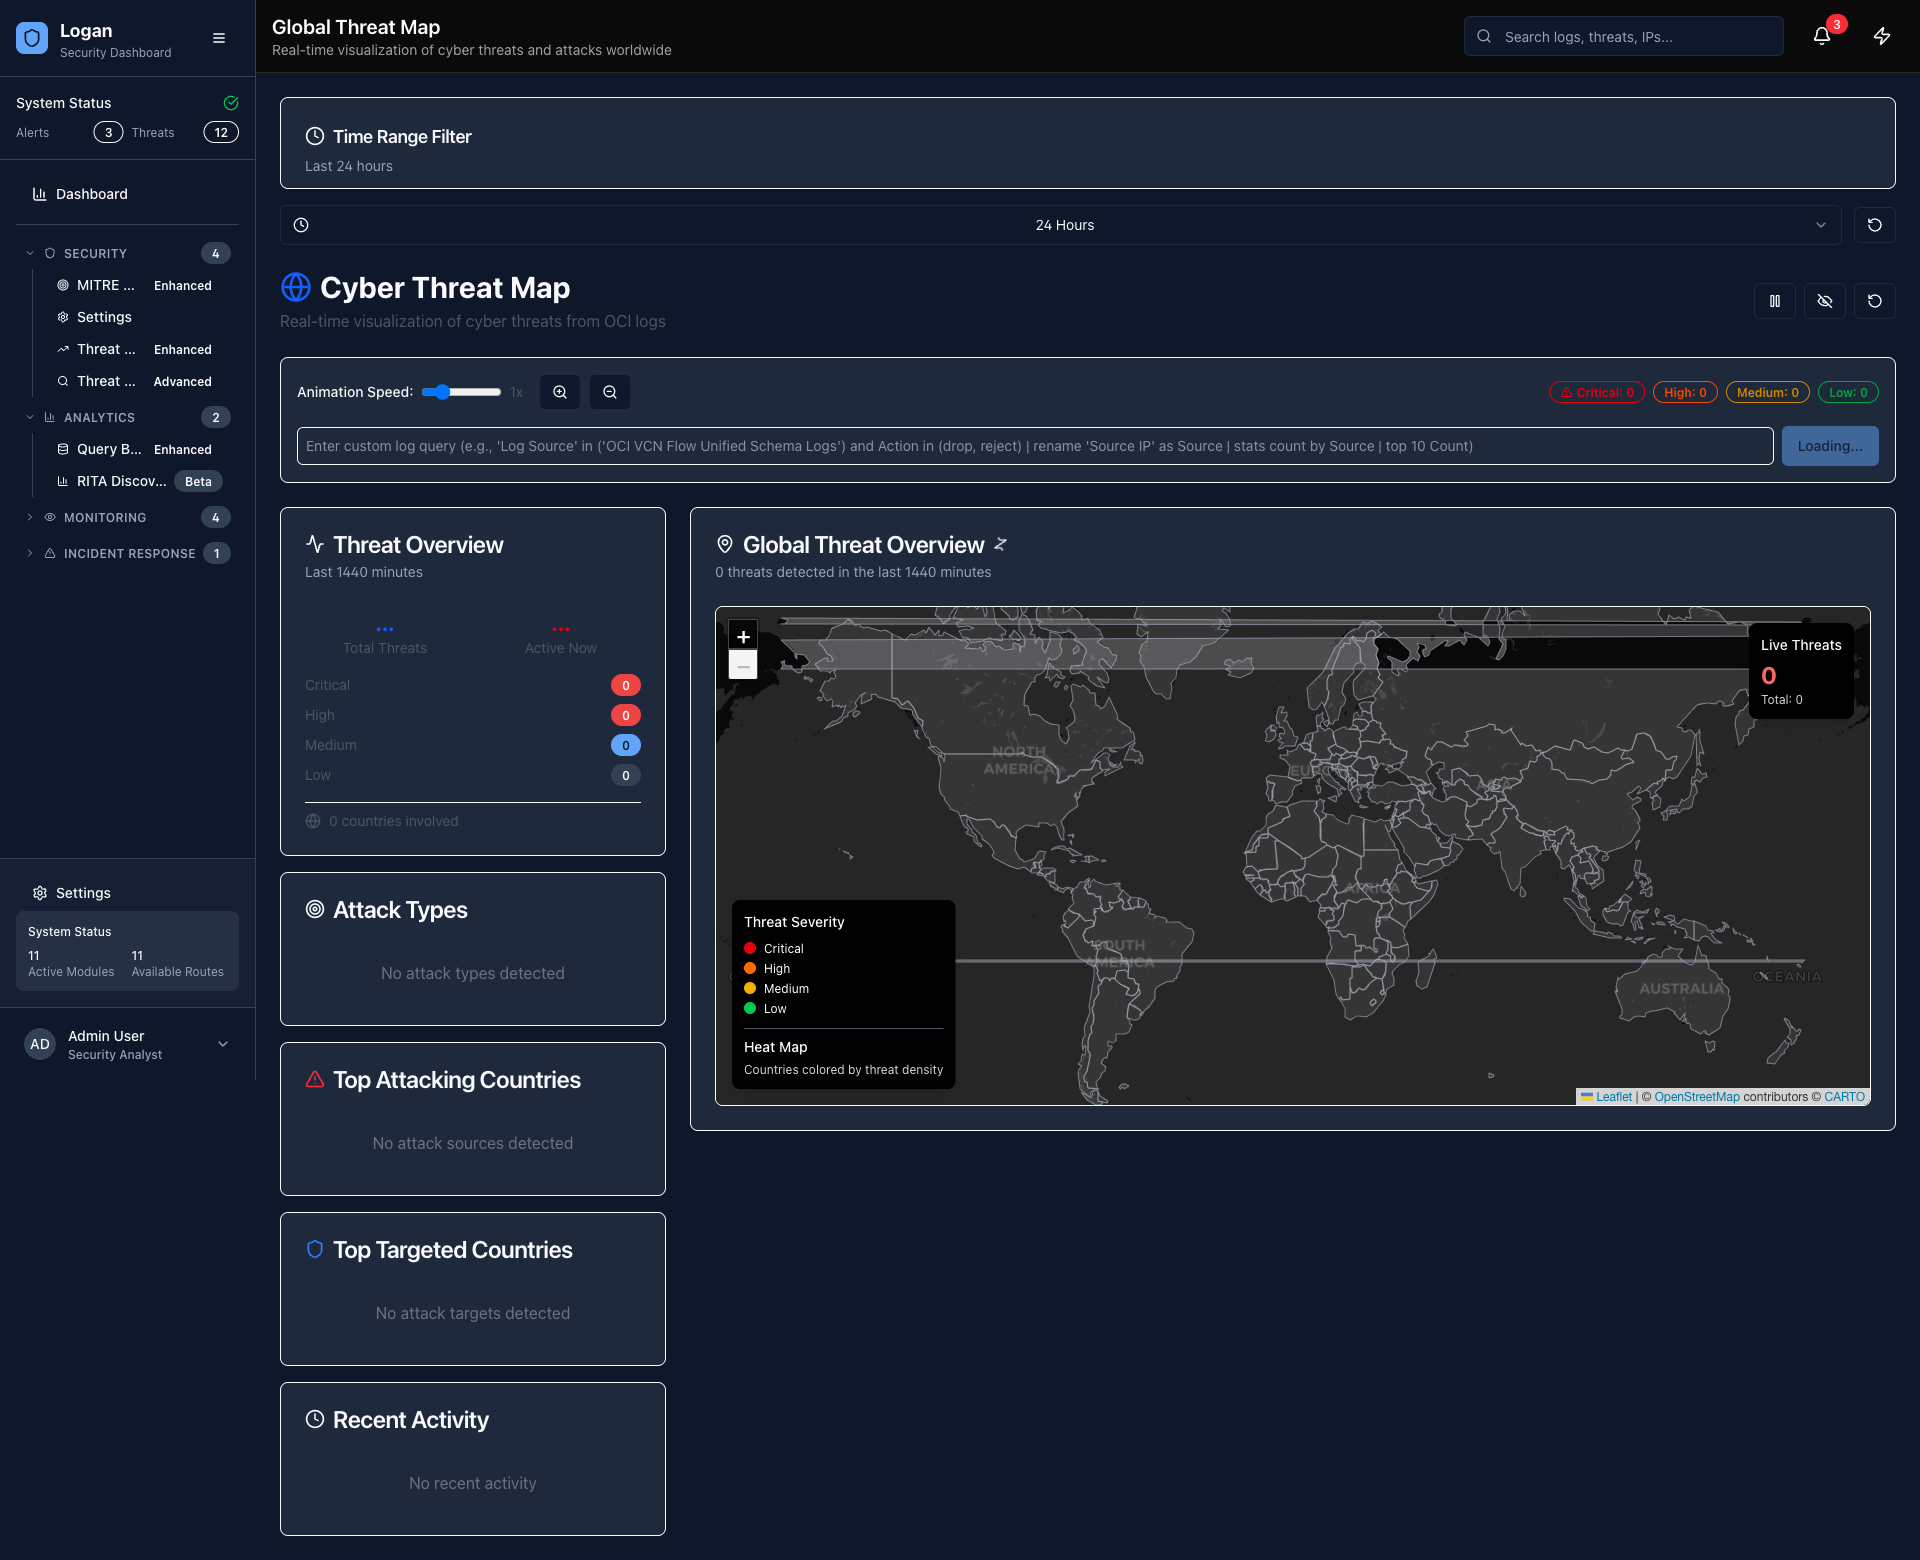 Logan
Security Dashboard
System Status
Alerts 3 Threats 12
Dashboard
SECURITY 4
MITRE ... Enhanced
Settings
Threat ... Enhanced
Threat ... Advanced
ANALYTICS 2
Query B... Enhanced
RITA Discov... Beta
MONITORING 4
INCIDENT RESPONSE 1
Settings
System Status
11 11
Active Modules Available Routes
AD
Admin User
Security Analyst
Global Threat Map
Real-time visualization of cyber threats and attacks worldwide
Search logs, threats, IPs...
3
Time Range Filter
Last 24 hours
24 Hours
Cyber Threat Map
Real-time visualization of cyber threats from OCI logs
Animation Speed: 1x
Critical: 0 High: 0 Medium: 0 Low: 0
Enter custom log query (e.g., 'Log Source' in ('OCI VCN Flow Unified Schema Logs') and Action in (drop, reject) | rename 'Source IP' as Source | stats count by Source | top 10 Count)
Loading...
Threat Overview
Last 1440 minutes
... ...
Total Threats Active Now
Critical 0
High 0
Medium 0
Low 0
0 countries involved
Attack Types
No attack types detected
Top Attacking Countries
No attack sources detected
Top Targeted Countries
No attack targets detected
Recent Activity
No recent activity
Global Threat Overview
0 threats detected in the last 1440 minutes
+
−
Live Threats
0
Total: 0
NORTH
AMERICA
EUROPE
ASIA
AFRICA
SOUTH
AMERICA
OCEANIA
AUSTRALIA
Threat Severity
Critical
High
Medium
Low
Heat Map
Countries colored by threat density
Leaflet | © OpenStreetMap contributors © CARTO